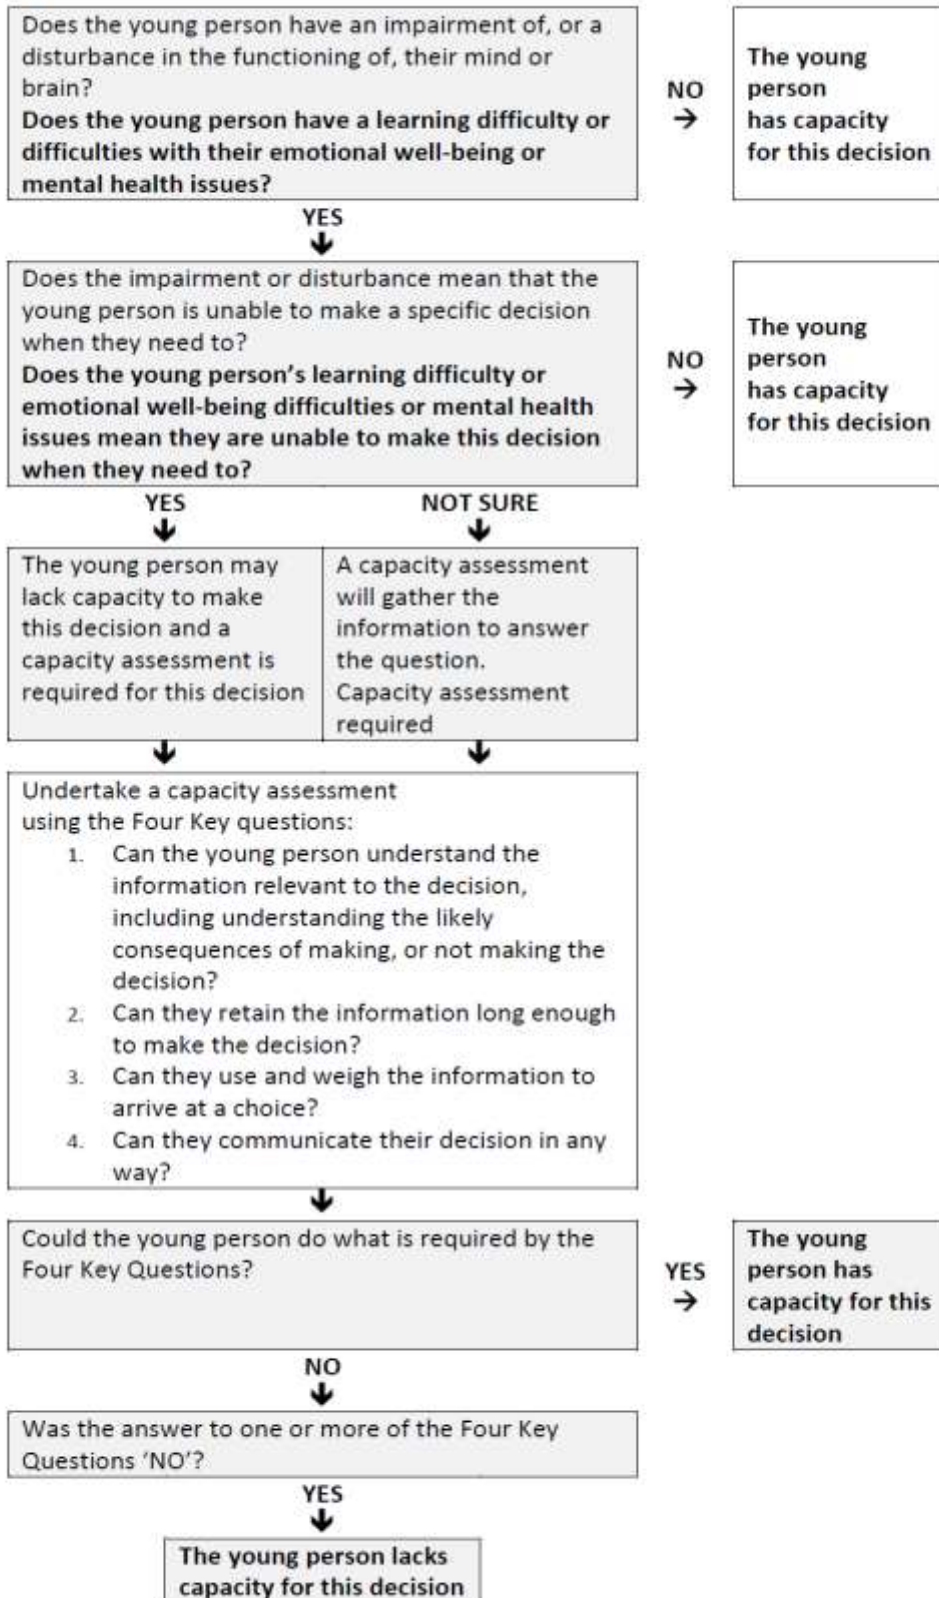 Does the young person have an impairment of, or a
disturbance in the functioning of, their mind or
brain?
Does the young person have a learning difficulty or
difficulties with their emotional well-being or
mental health issues?
NO
→
The young
person
has capacity
for this decision
YES
↓
Does the impairment or disturbance mean that the
young person is unable to make a specific decision
when they need to?
Does the young person's learning difficulty or
emotional well-being difficulties or mental health
issues mean they are unable to make this decision
when they need to?
NO
→
The young
person
has capacity
for this decision
YES
↓
NOT SURE
↓
The young person may
lack capacity to make
this decision and a
capacity assessment is
required for this decision
A capacity assessment
will gather the
information to answer
the question.
Capacity assessment
required
↓
↓
Undertake a capacity assessment
using the Four Key questions:
1. Can the young person understand the
information relevant to the decision,
including understanding the likely
consequences of making, or not making the
decision?
2. Can they retain the information long enough
to make the decision?
3. Can they use and weigh the information to
arrive at a choice?
4. Can they communicate their decision in any
way?
↓
Could the young person do what is required by the
Four Key Questions?
YES
→
The young
person has
capacity for this
decision
NO
↓
Was the answer to one or more of the Four Key
Questions 'NO'?
YES
↓
The young person lacks
capacity for this decision